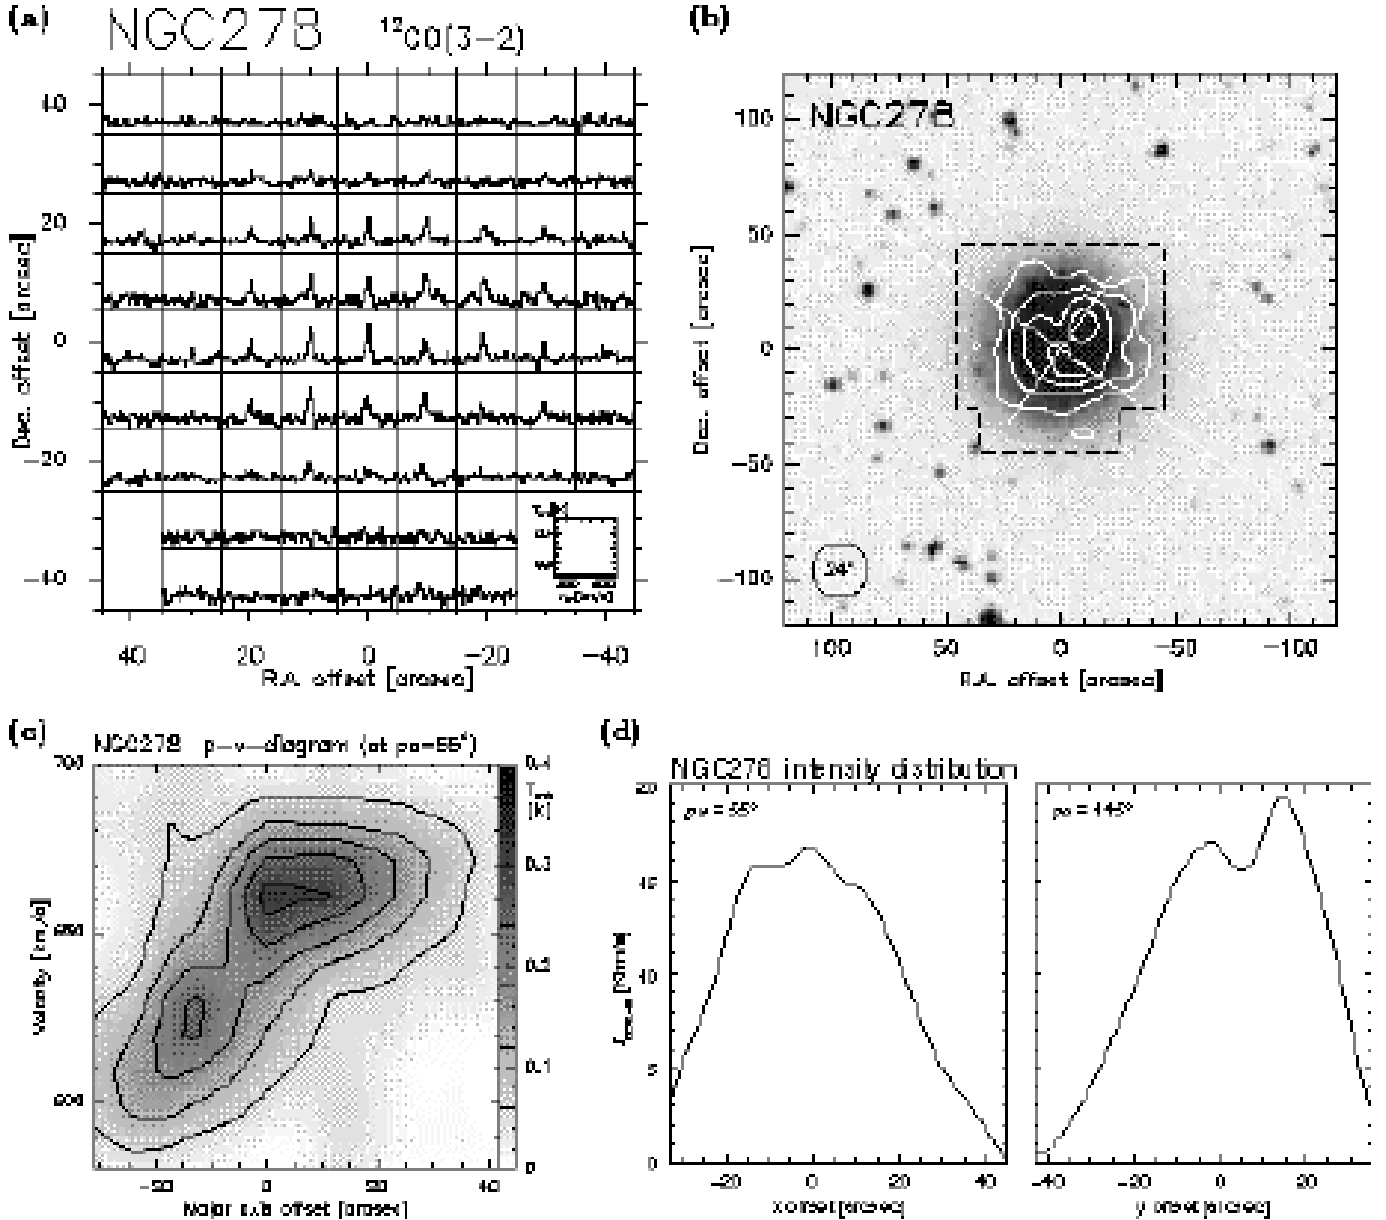 (a)
NGC278 12CO(3-2)
40
20
0
-20
-40
Dec. offset [arcsec]
40 20 0 -20 -40
R.A. offset [arcsec]
(b)
NGC278
100
50
0
-50
-100
Dec. offset [arcsec]
24"
100 50 0 -50 -100
R.A. offset [arcsec]
(c)
NGC278 p-v-diagram (at pa=55°)
700
650
600
Velocity [km/s]
0.4
0.3
0.2
0.1
0
[K]
-20 0 20 40
Major axis offset [arcsec]
(d)
NGC278 intensity distribution
pa = 55°
20
15
10
5
0
-20 0 20 40
x offset [arcsec]
pa = 145°
-40 -20 0 20
y offset [arcsec]